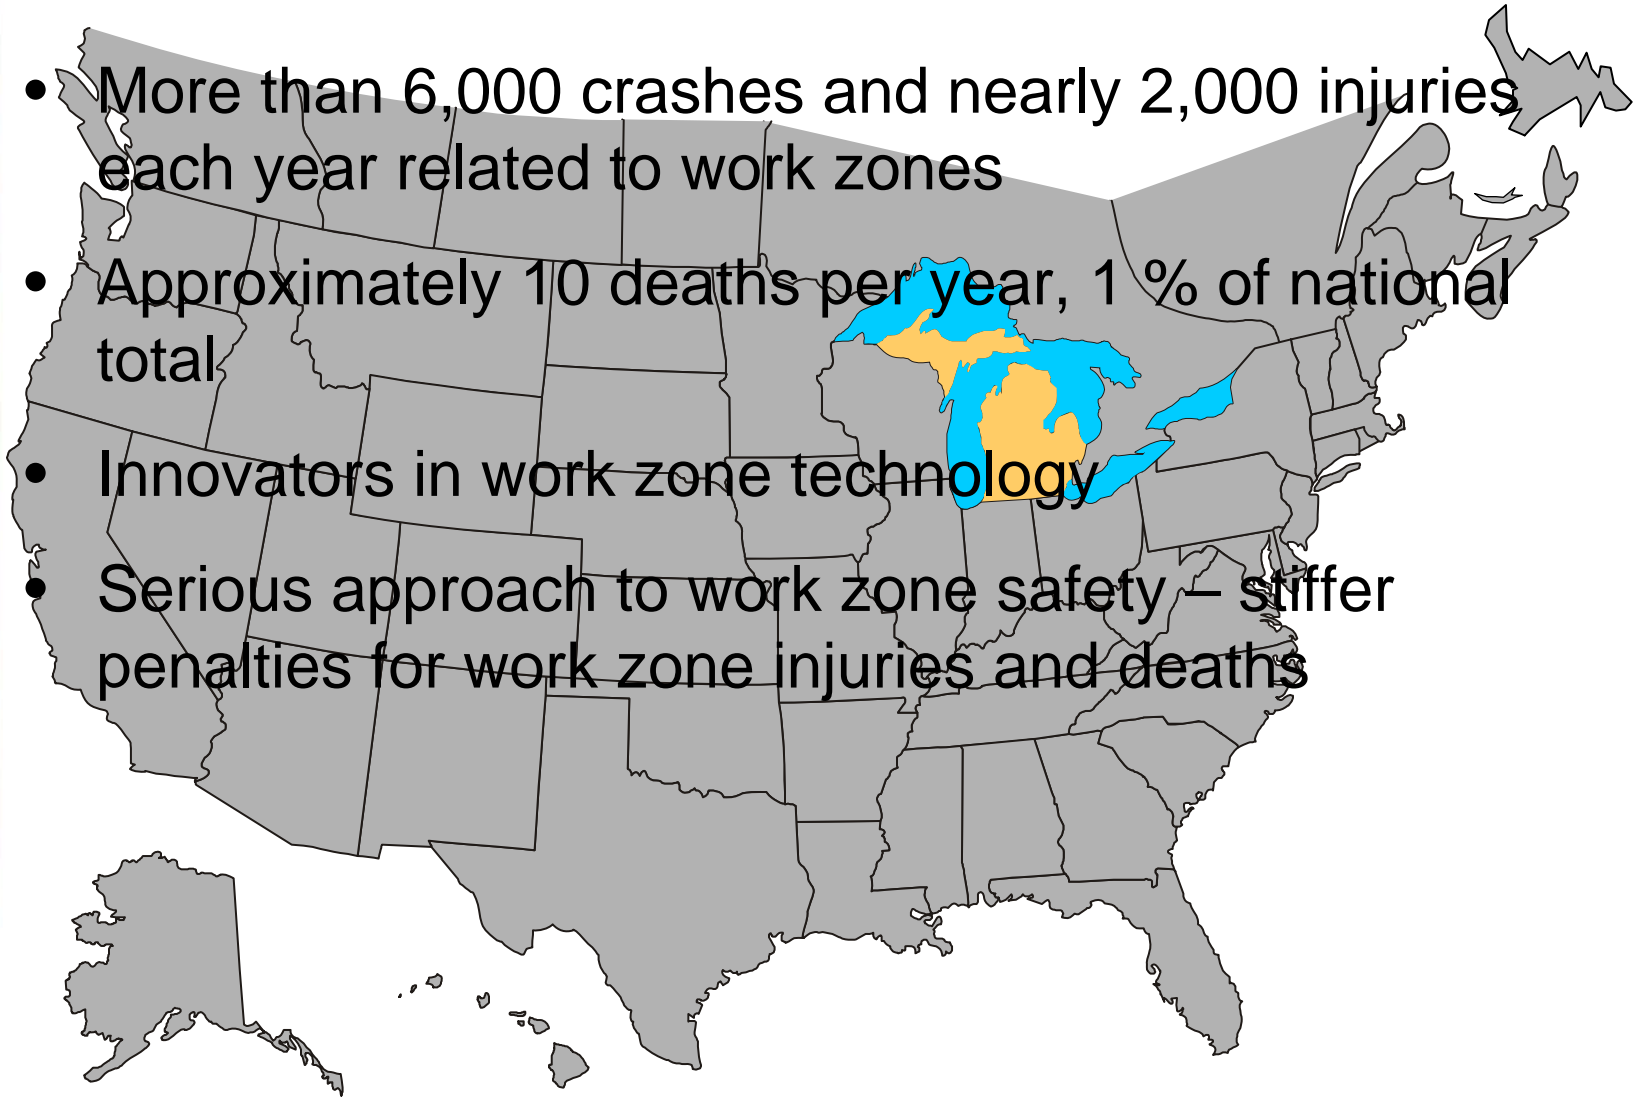 • More than 6,000 crashes and nearly 2,000 injuries
each year related to work zones
• Approximately 10 deaths per year, 1 % of national
total
• Innovators in work zone technology
• Serious approach to work zone safety – stiffer
penalties for work zone injuries and deaths